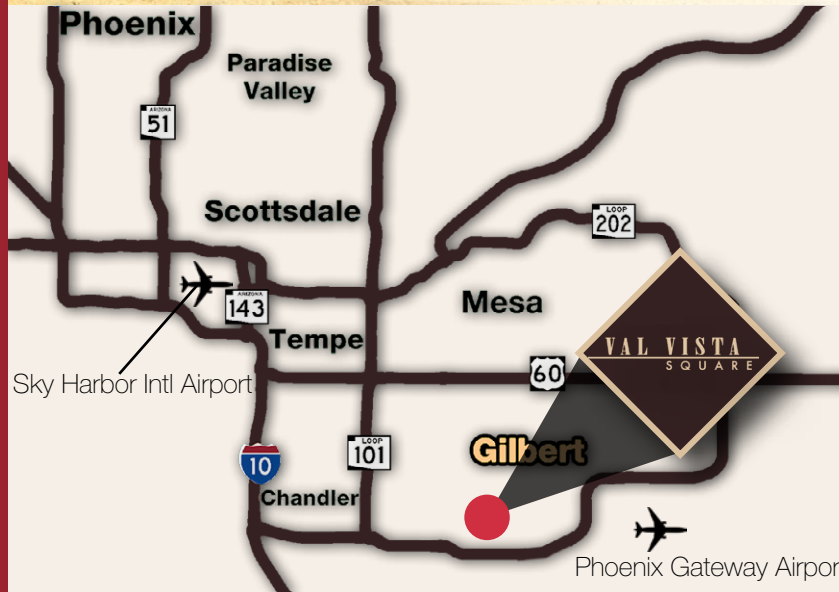 Phoenix
Paradise
Valley
ARIZONA
51
Scottsdale
LOOP
202
ARIZONA
143
Mesa
Tempe
VAL VISTA
SQUARE
60
Sky Harbor Intl Airport
LOOP
101
Gilbert
10
Chandler
Phoenix Gateway Airpor